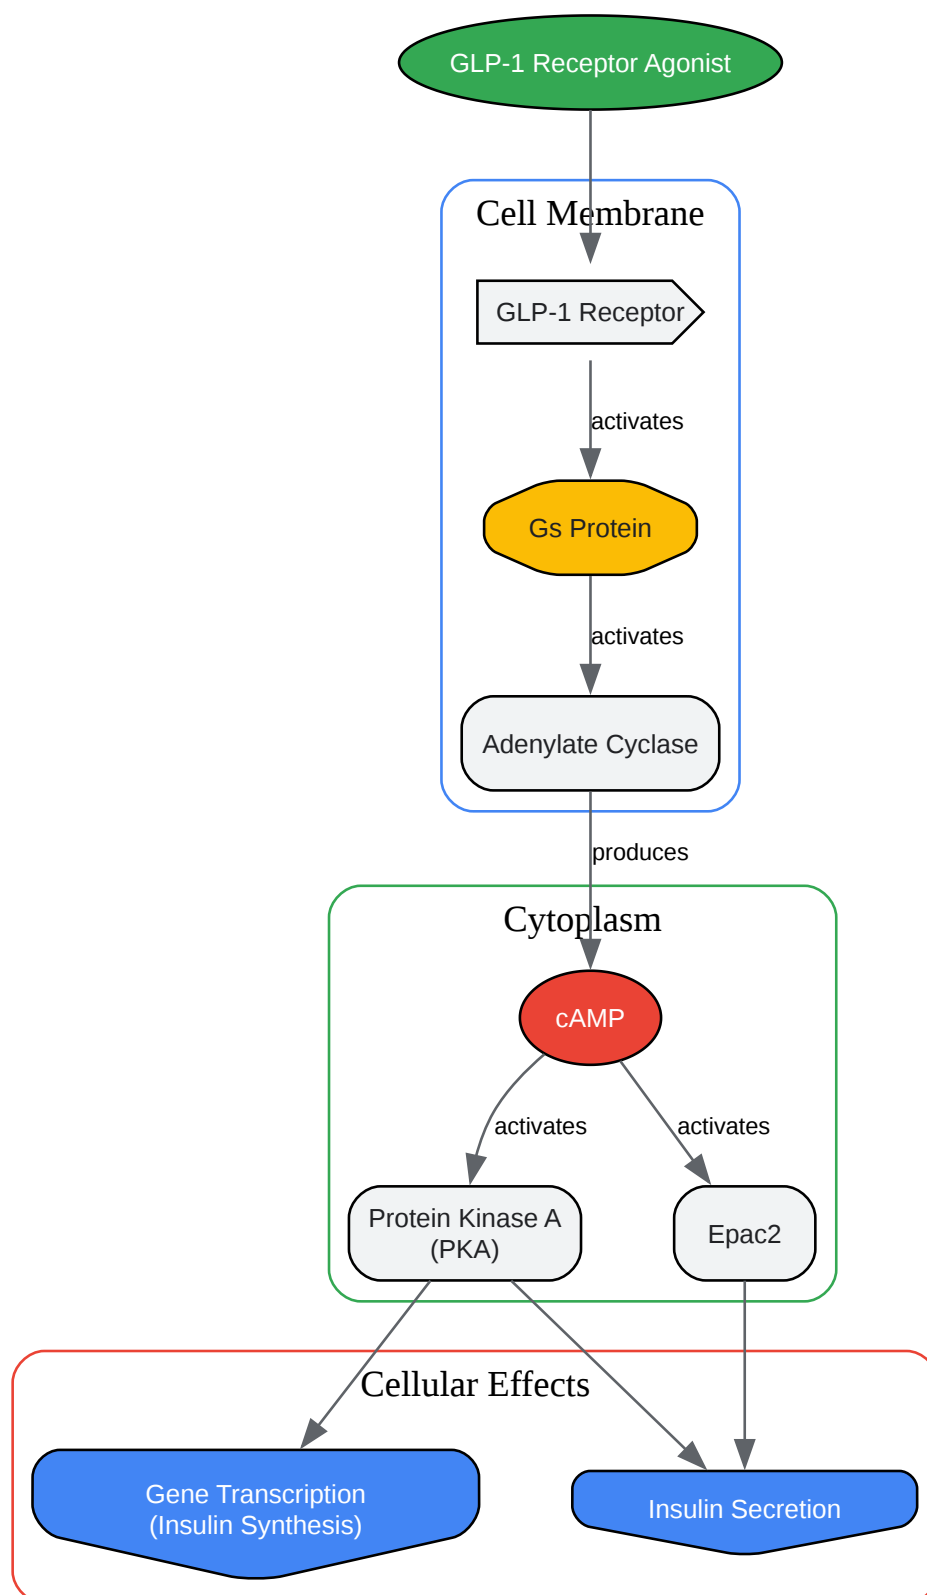 GLP-1 Receptor Agonist
Cell Membrane
GLP-1 Receptor
activates
Gs Protein
activates
Adenylate Cyclase
produces
Cytoplasm
cAMP
activates
activates
Protein Kinase A
(PKA)
Epac2
Cellular Effects
Gene Transcription
(Insulin Synthesis)
Insulin Secretion